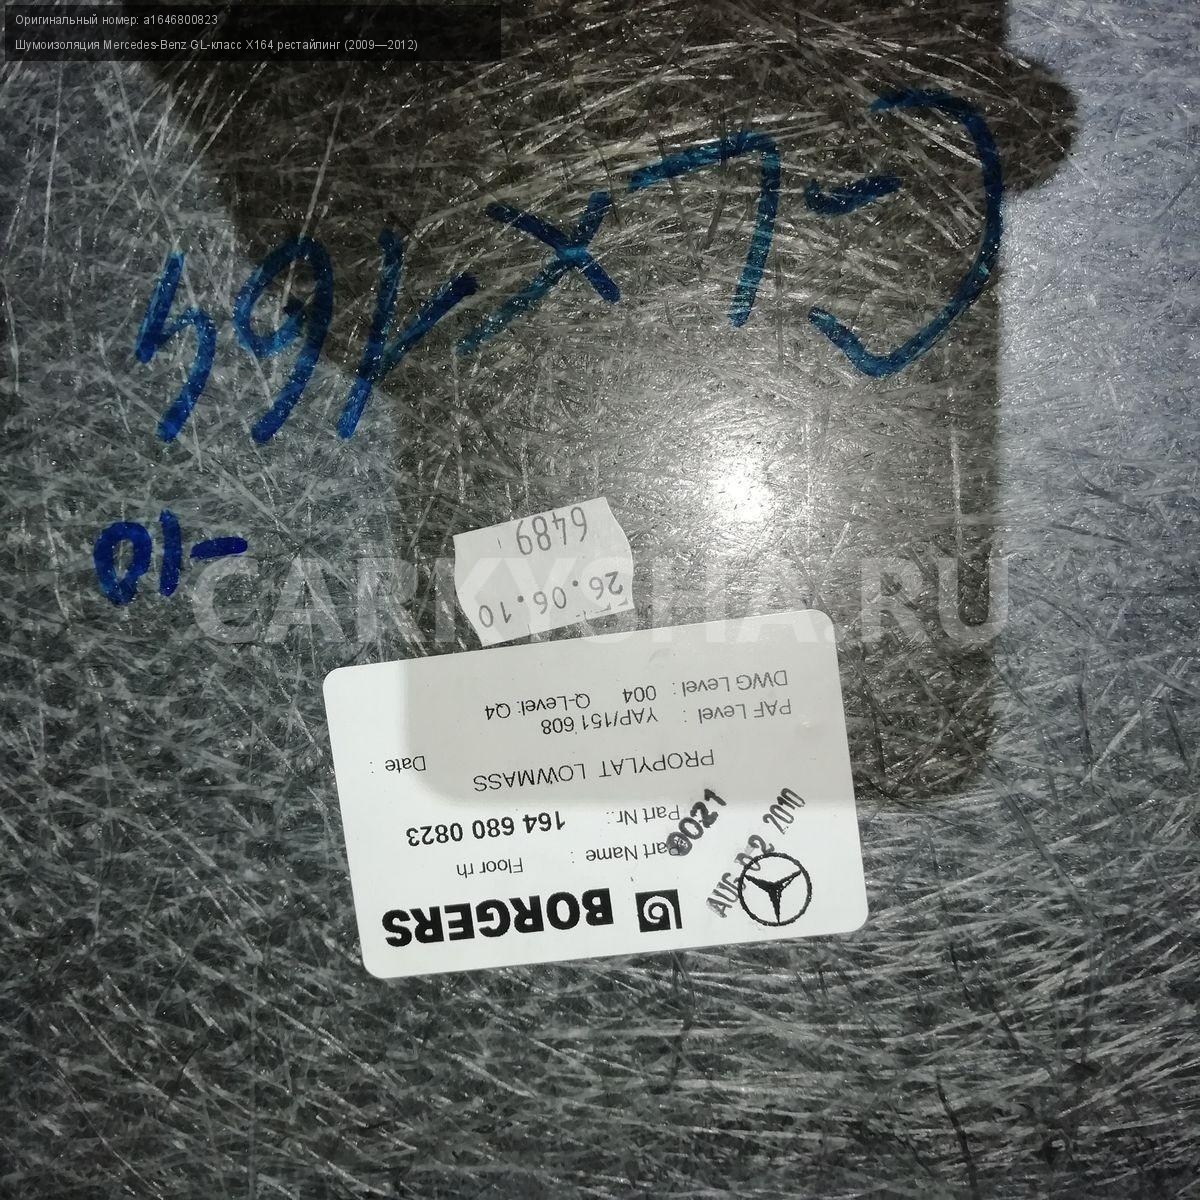 Оригинальный номер: a1646800823
Шумоизоляция Mercedes-Benz GL-класс X164 рестайлинг (2009—2012)
GL X164
-10
6489
26.06.10
CARKYSHA.RU
BORGERS
Part Name : Floor rh
Part Nr.: 164 680 0823
0021
AUG 02 2010
PROPYLAT LOWMASS
Date :
PAF Level : YAP/151 608
DWG Level : 004 Q-Level: Q4